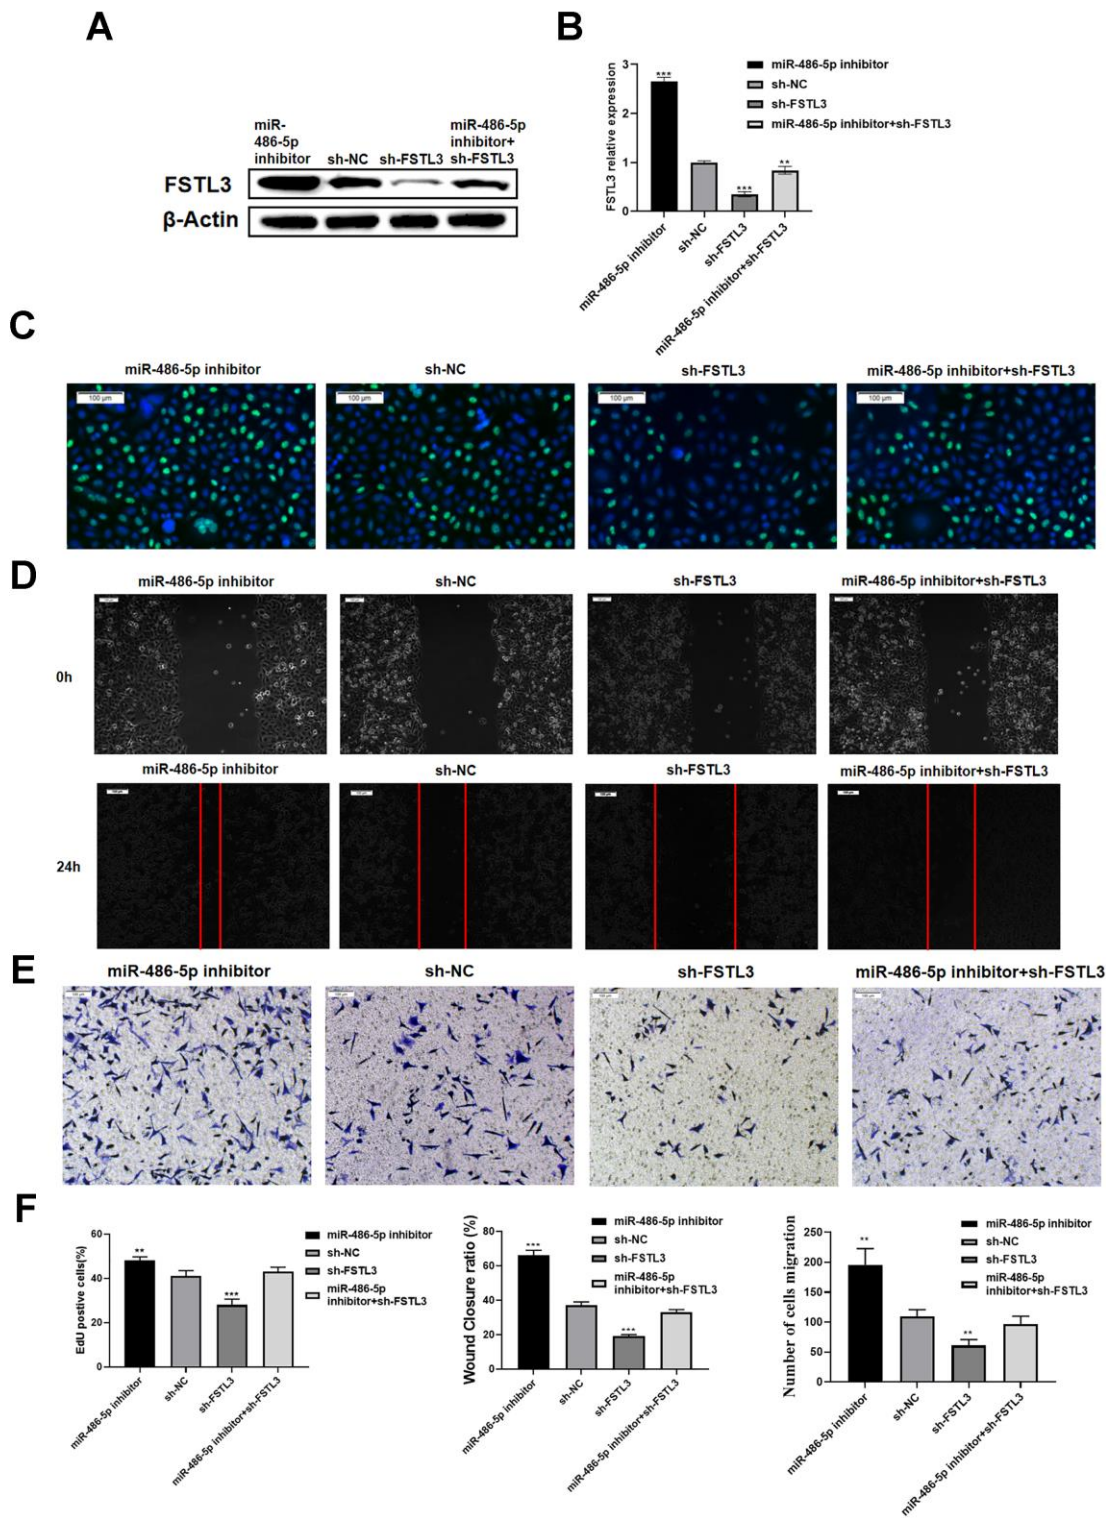 A
B
miR-
486-5p
inhibitor
sh-NC
sh-FSTL3
miR-486-5p
inhibitor+
sh-FSTL3
FSTL3
β-Actin
FSTL3 relative expression
3
2
1
0
***
***
**
miR-486-5p inhibitor
sh-NC
sh-FSTL3
miR-486-5p inhibitor+sh-FSTL3
miR-486-5p inhibitor
sh-NC
sh-FSTL3
miR-486-5p inhibitor+sh-FSTL3
C
miR-486-5p inhibitor
sh-NC
sh-FSTL3
miR-486-5p inhibitor+sh-FSTL3
100 μm
100 μm
100 μm
100 μm
D
miR-486-5p inhibitor
sh-NC
sh-FSTL3
miR-486-5p inhibitor+sh-FSTL3
0h
miR-486-5p inhibitor
sh-NC
sh-FSTL3
miR-486-5p inhibitor+sh-FSTL3
24h
E
miR-486-5p inhibitor
sh-NC
sh-FSTL3
miR-486-5p inhibitor+sh-FSTL3
F
EdU postive cells(%)
60
40
20
0
**
***
miR-486-5p inhibitor
sh-NC
sh-FSTL3
miR-486-5p
inhibitor+sh-FSTL3
miR-486-5p inhibitor
sh-NC
sh-FSTL3
miR-486-5p inhibitor+sh-FSTL3
Wound Closure ratio (%)
80
60
40
20
0
***
***
miR-486-5p inhibitor
sh-NC
sh-FSTL3
miR-486-5p
inhibitor+sh-FSTL3
miR-486-5p inhibitor
sh-NC
sh-FSTL3
miR-486-5p inhibitor+sh-FSTL3
Number of cells migration
250
200
150
100
50
0
**
**
miR-486-5p inhibitor
sh-NC
sh-FSTL3
miR-486-5p
inhibitor+sh-FSTL3
miR-486-5p inhibitor
sh-NC
sh-FSTL3
miR-486-5p inhibitor+sh-FSTL3